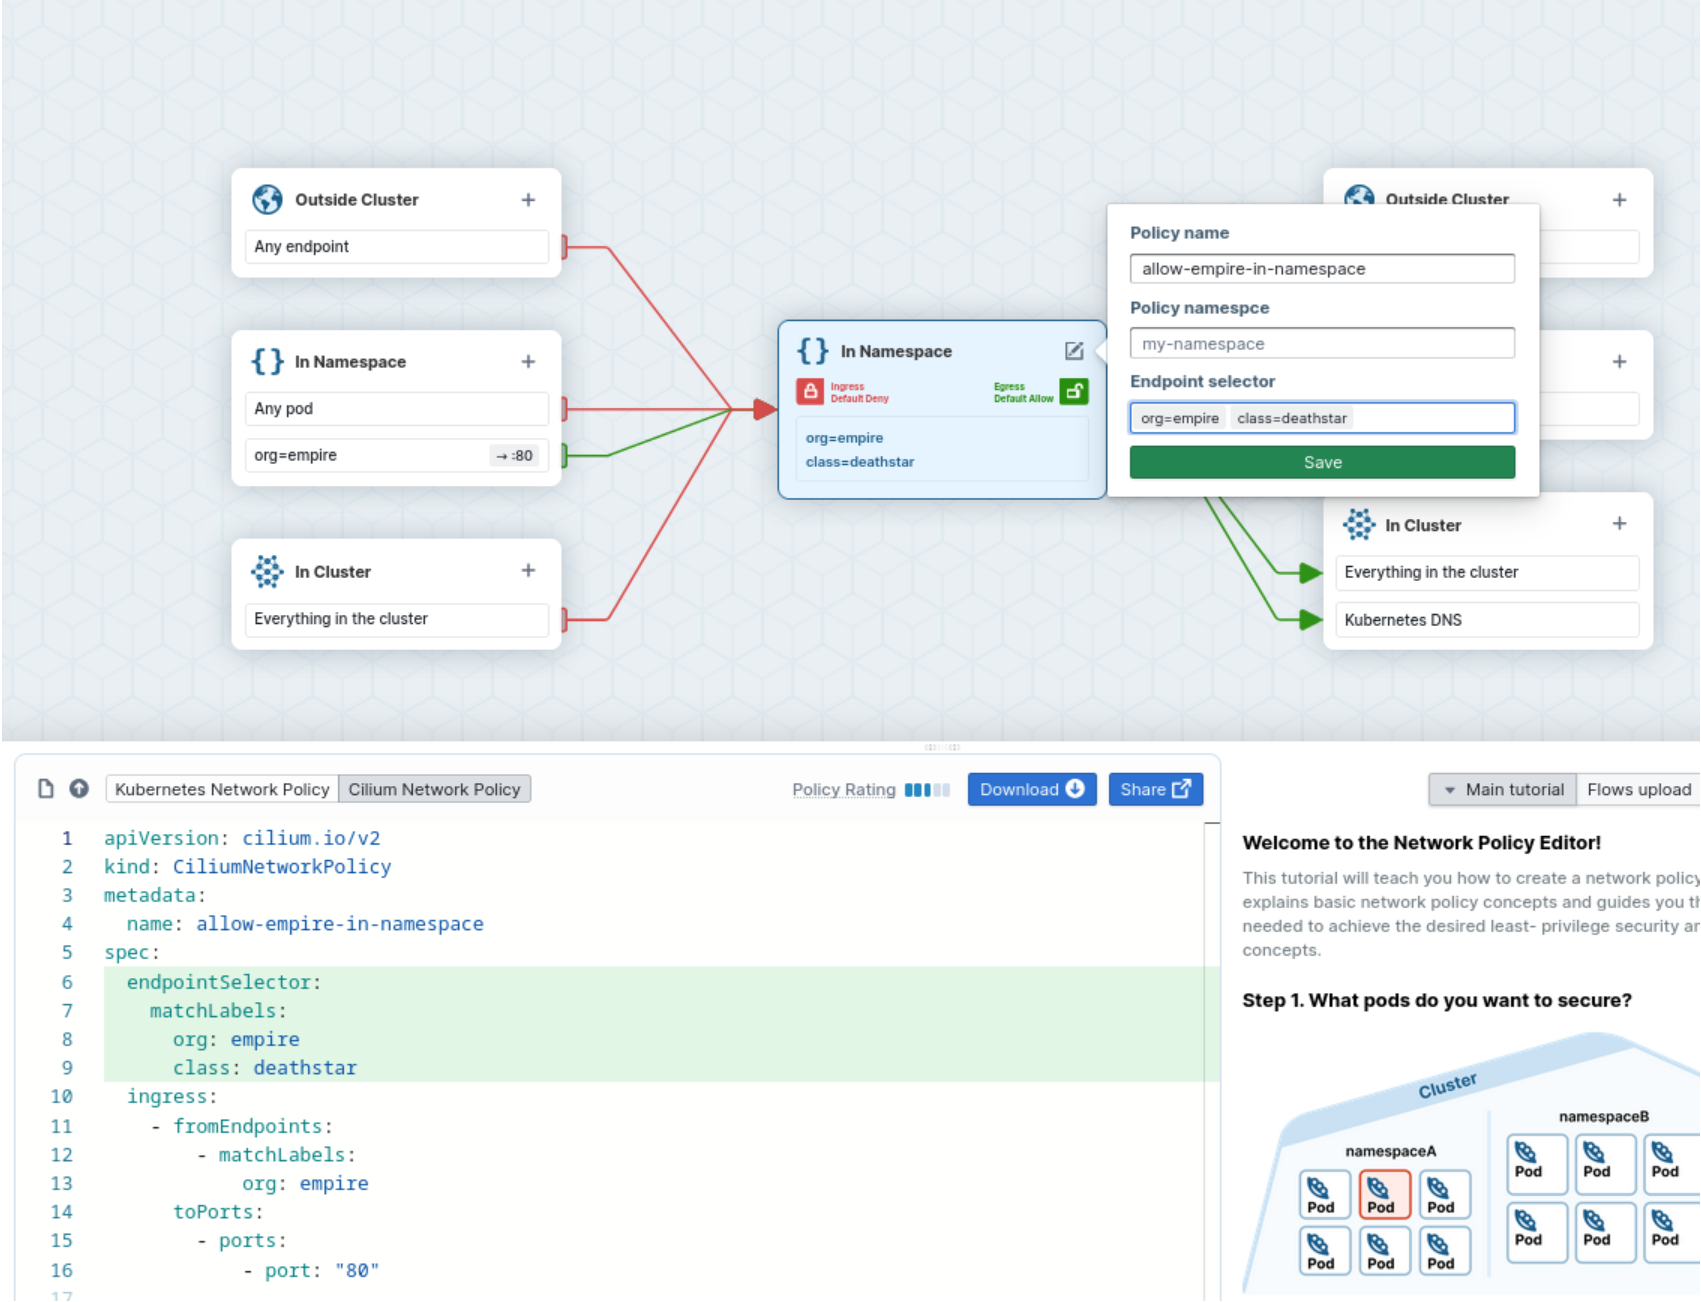 Outside Cluster
Any endpoint
In Namespace
Any pod
org=empire → :80
In Cluster
Everything in the cluster
In Namespace
Ingress
Default Deny
Egress
Default Allow
org=empire
class=deathstar
Outside Cluster
Policy name
allow-empire-in-namespace
Policy namespce
my-namespace
Endpoint selector
org=empire class=deathstar
Save
In Cluster
Everything in the cluster
Kubernetes DNS
Kubernetes Network Policy Cilium Network Policy Policy Rating Download Share
1 apiVersion: cilium.io/v2
2 kind: CiliumNetworkPolicy
3 metadata:
4 name: allow-empire-in-namespace
5 spec:
6 endpointSelector:
7 matchLabels:
8 org: empire
9 class: deathstar
10 ingress:
11 - fromEndpoints:
12 - matchLabels:
13 org: empire
14 toPorts:
15 - ports:
16 - port: "80"
17
Main tutorial Flows upload
Welcome to the Network Policy Editor!
This tutorial will teach you how to create a network policy
explains basic network policy concepts and guides you
needed to achieve the desired least- privilege security
concepts.
Step 1. What pods do you want to secure?
Cluster
namespaceA
Pod Pod Pod
Pod Pod Pod
namespaceB
Pod Pod Pod
Pod Pod Pod